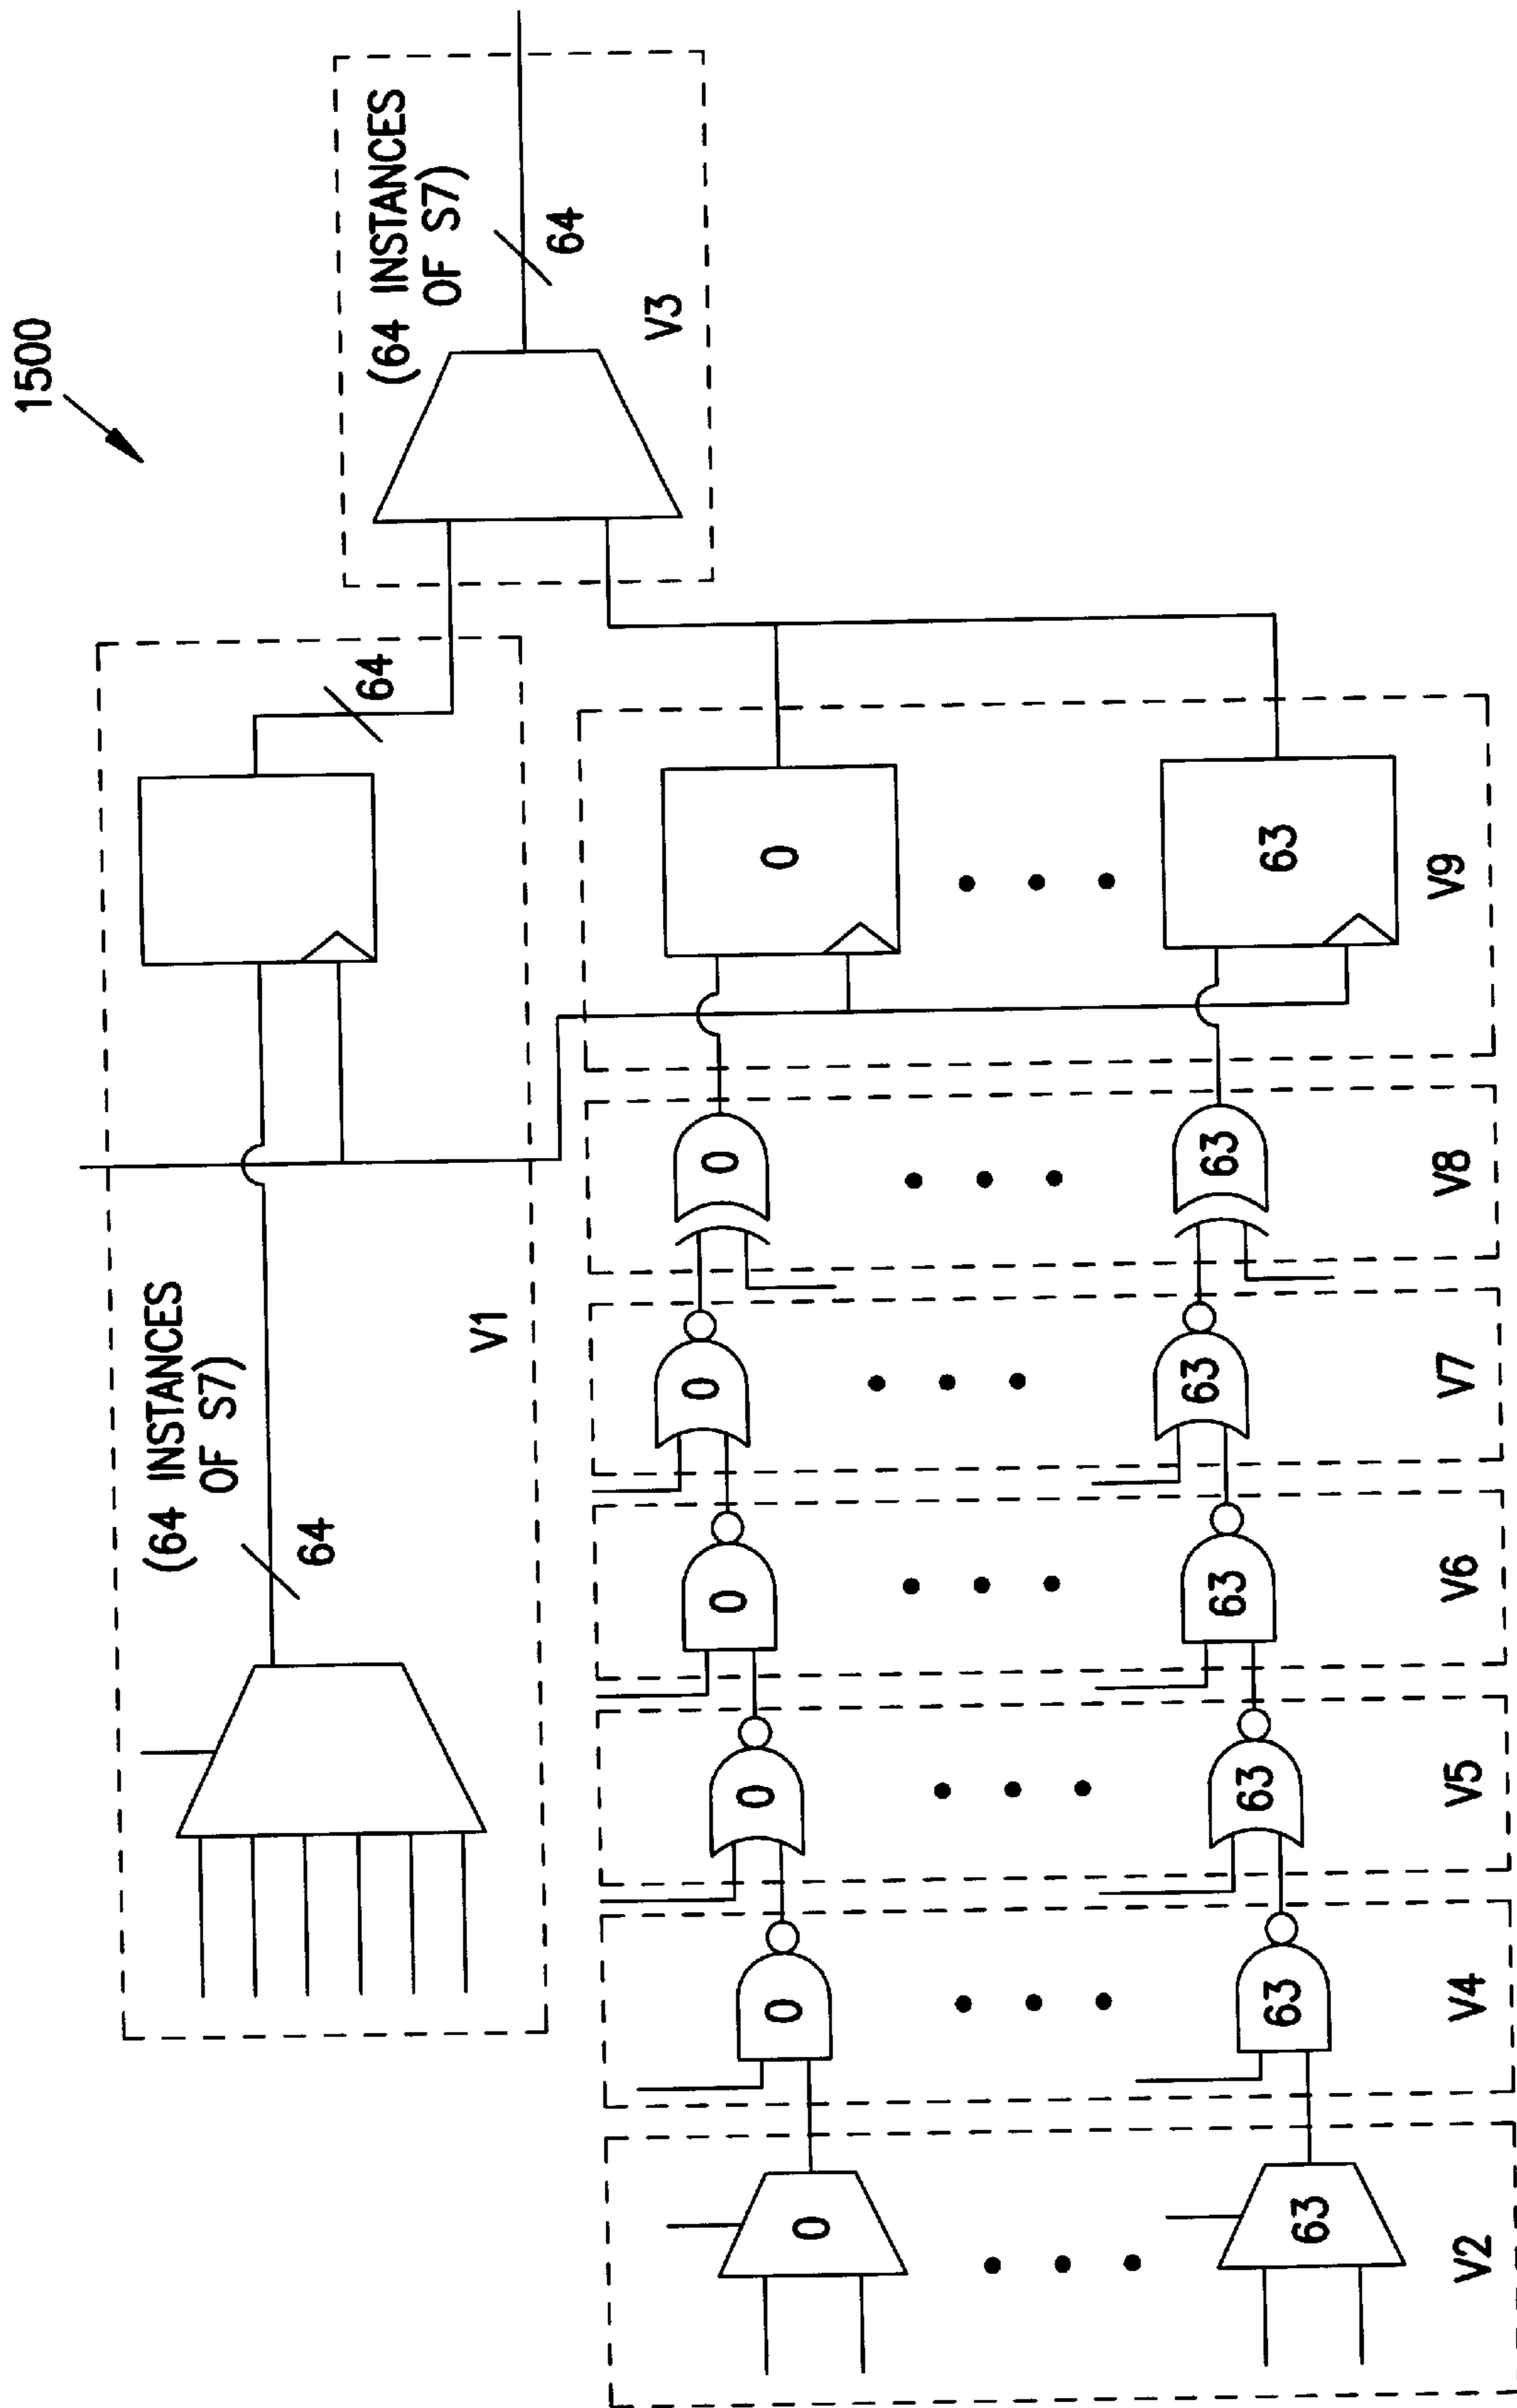 1500
(64 INSTANCES
OF S7)
64
V3
(64 INSTANCES
OF S7)
64
64
V1
0
0
0
0
0
0
0
63
63
63
63
63
63
63
V2
V4
V5
V6
V7
V8
V9